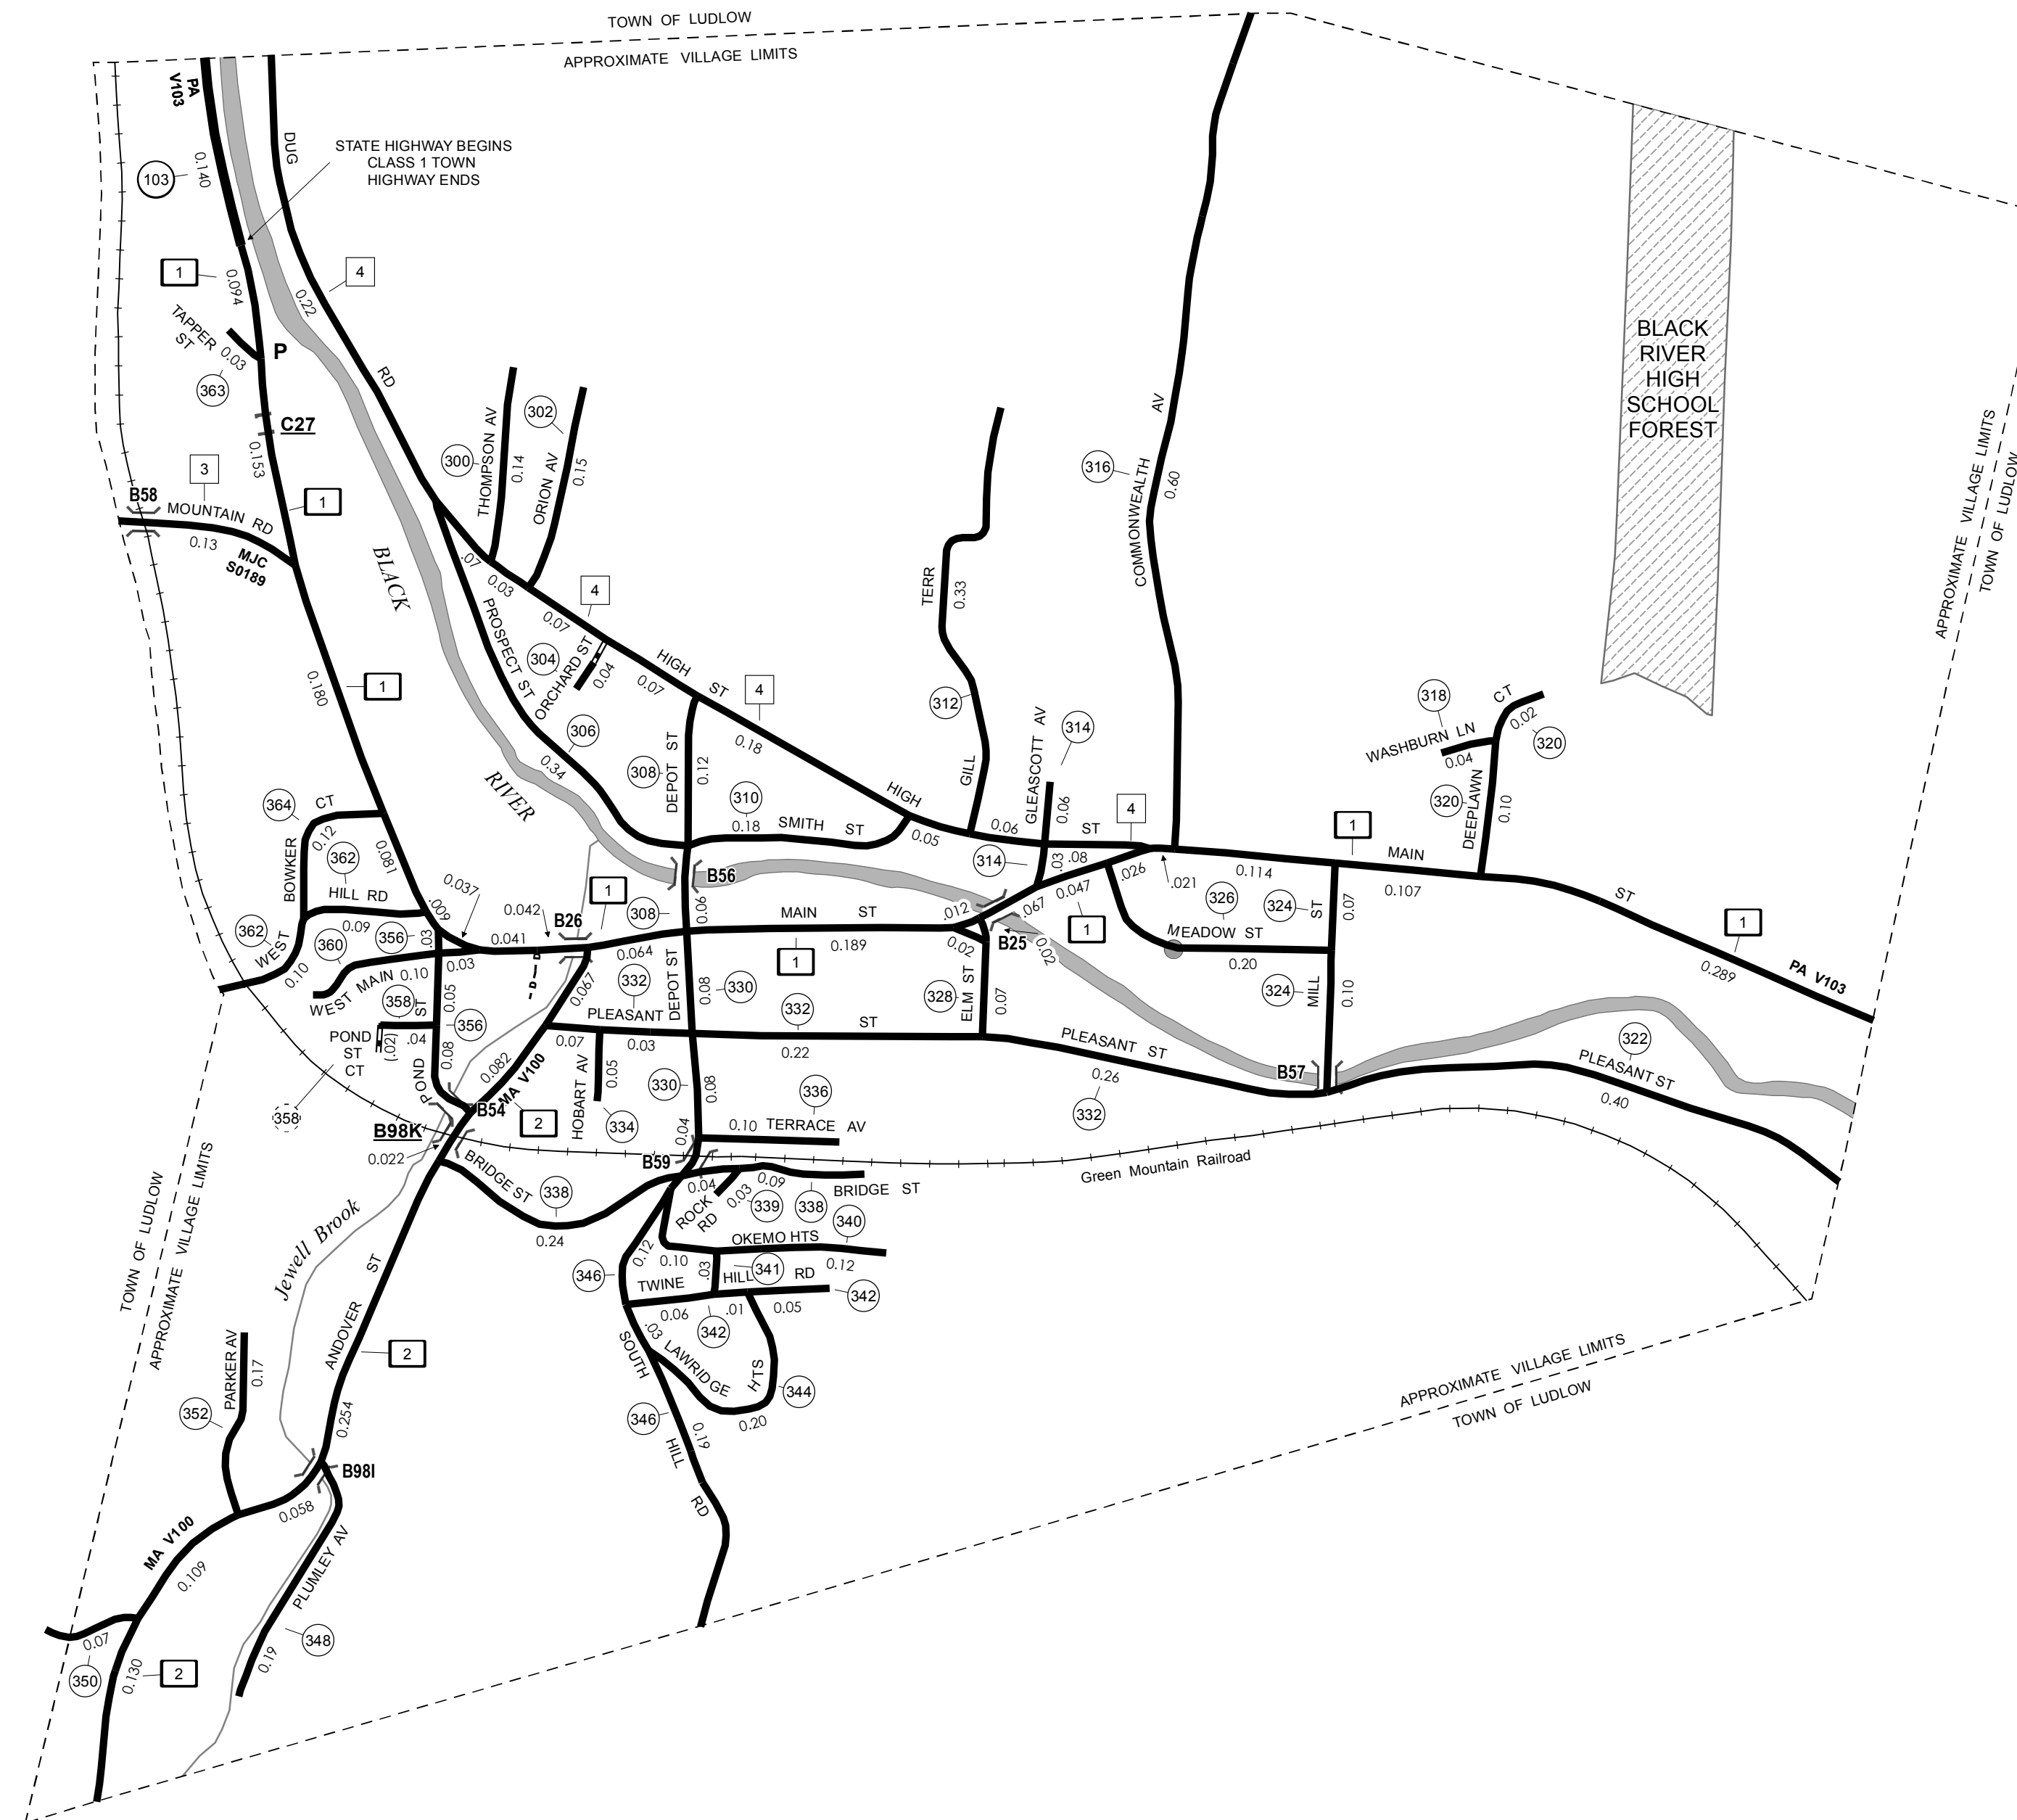 TOWN OF LUDLOW
APPROXIMATE VILLAGE LIMITS
PA
V103
0.140
103
DUG
STATE HIGHWAY BEGINS
CLASS 1 TOWN
HIGHWAY ENDS
1
0.094
4
0.22
TAPPER
ST
0.03
P
363
RD
C27
0.153
3
1
B58
MOUNTAIN RD
0.13
MJC
S0189
BLACK
RIVER
300
THOMPSON AV
0.14
302
ORION AV
0.15
.07
0.03
4
0.07
PROSPECT ST
304
ORCHARD ST
0.04
HIGH
ST
0.07
4
0.18
306
0.34
0.180
1
308
DEPOT ST
0.12
310
0.18
SMITH ST
HIGH
0.05
TERR
0.33
312
GILL
0.06
GLEASCOTT AV
314
0.06
ST
4
314
.03
.08
316
COMMONWEALTH
AV
0.60
BLACK
RIVER
HIGH
SCHOOL
FOREST
APPROXIMATE VILLAGE LIMITS
TOWN OF LUDLOW
318
WASHBURN LN
0.04
CT
0.02
320
320
DEEPLAWN
0.10
1
MAIN
ST
0.114
0.107
.021
.026
0.047
.067
.012
1
1
0.289
PA V103
326
MEADOW ST
0.20
324
ST
0.07
324
MILL
0.10
364
CT
0.12
362
BOWKER
HILL RD
0.09
0.081
.009
0.037
362
WEST
0.10
360
356
.03
WEST MAIN
0.10
0.03
0.041
0.042
B26
1
0.064
308
0.06
B56
MAIN ST
0.189
1
0.02
B25
0.02
358
ST
0.05
356
POND
ST
CT
(.02)
.04
358
POND
0.08
0.067
332
PLEASANT
0.07
0.03
DEPOT ST
0.08
330
332
ST
0.22
328
ELM ST
0.07
PLEASANT ST
0.26
332
B57
322
PLEASANT ST
0.40
0.082
MA V100
B54
2
B98K
0.022
HOBART AV
0.05
334
330
0.08
0.04
336
0.10 TERRACE AV
B59
Green Mountain Railroad
BRIDGE ST
338
0.24
0.04
ROCK
RD
0.03
339
0.09
338
BRIDGE ST
340
OKEMO HTS
0.12
0.12
0.10
.03
341
346
TWINE HILL RD
0.06
.01
0.05
342
342
.03
SOUTH
LAWRIDGE
HTS
344
0.20
346
0.19
HILL
RD
Jewell Brook
TOWN OF LUDLOW
APPROXIMATE VILLAGE LIMITS
ST
ANDOVER
2
0.254
PARKER AV
0.17
352
B98I
0.058
MA V100
0.109
PLUMLEY AV
348
0.19
0.07
350
0.130
2
APPROXIMATE VILLAGE LIMITS
TOWN OF LUDLOW